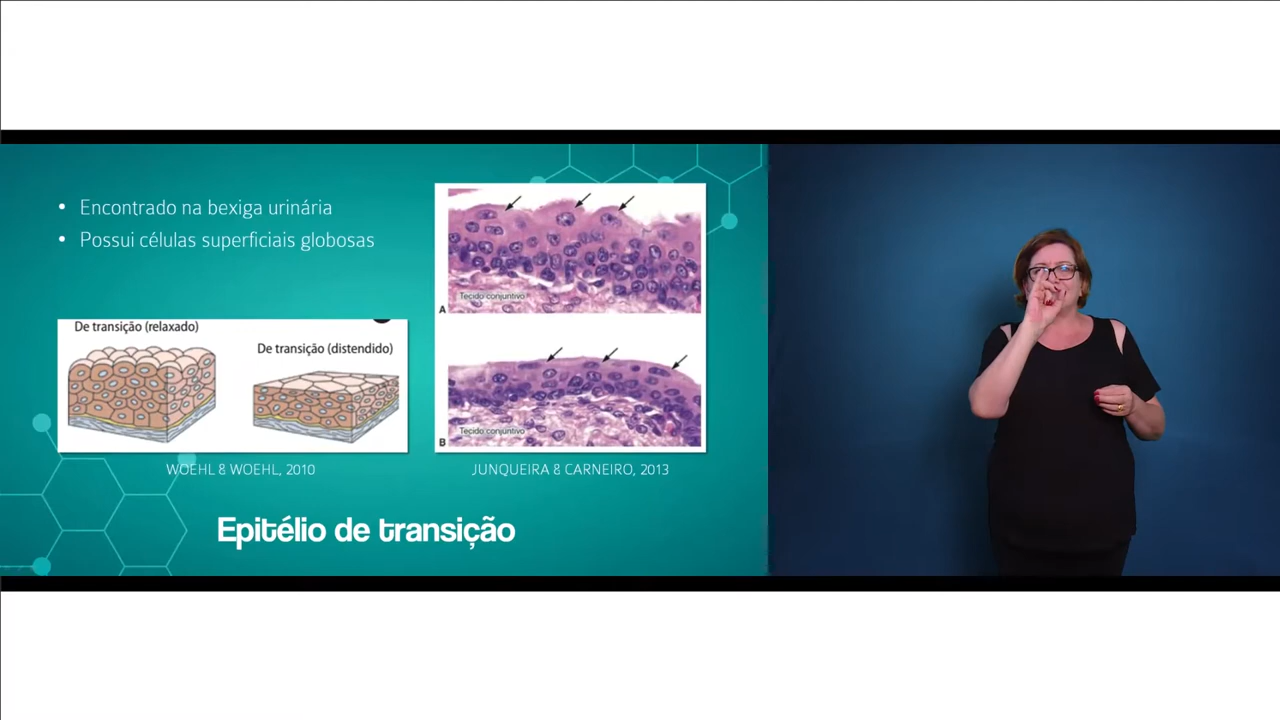 • Encontrado na bexiga urinária
• Possui células superficiais globosas
De transição (relaxado)
De transição (distendido)
WOEHL & WOEHL, 2010
Tecido conjuntivo
A
Tecido conjuntivo
B
JUNQUEIRA & CARNEIRO, 2013
Epitélio de transição